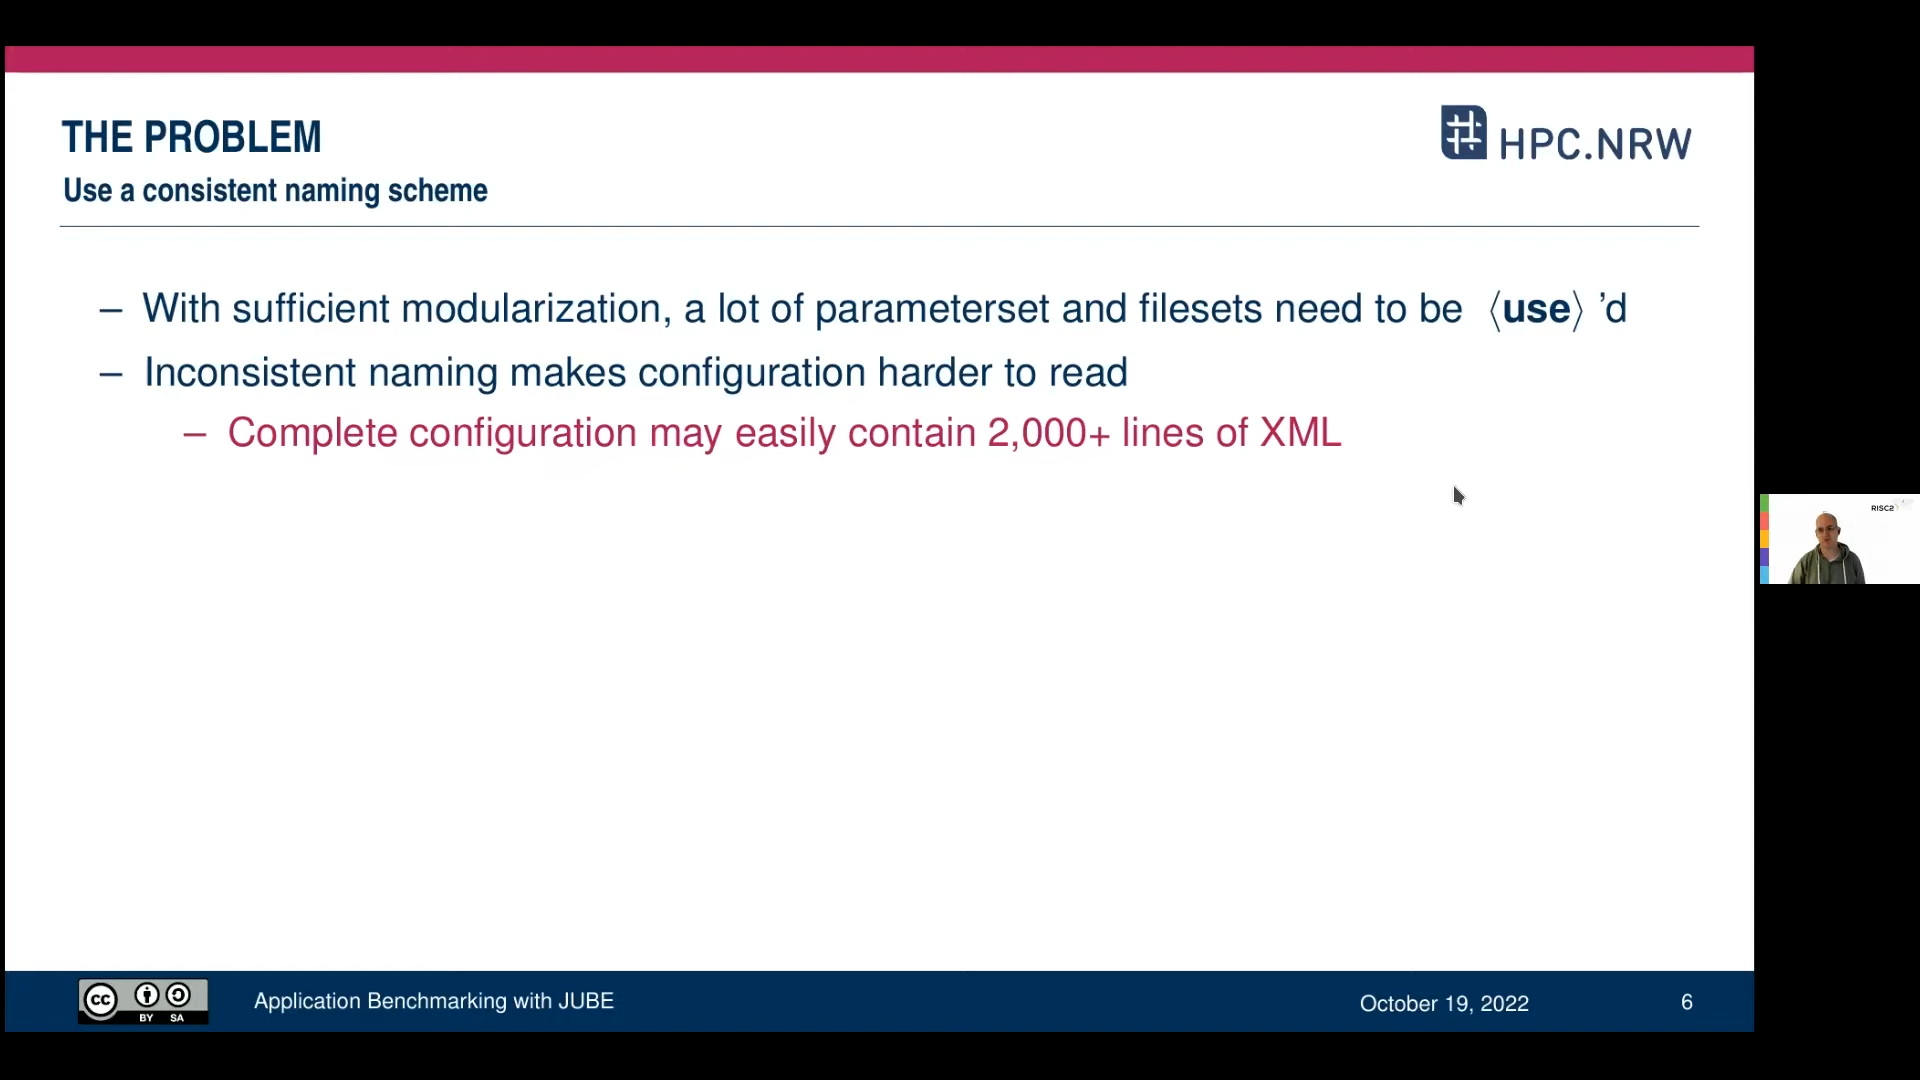 THE PROBLEM
HPC.NRW
Use a consistent naming scheme
– With sufficient modularization, a lot of parameterset and filesets need to be ⟨use⟩ ’d
– Inconsistent naming makes configuration harder to read
– Complete configuration may easily contain 2,000+ lines of XML
RISC2
cc BY SA
Application Benchmarking with JUBE
October 19, 2022
6